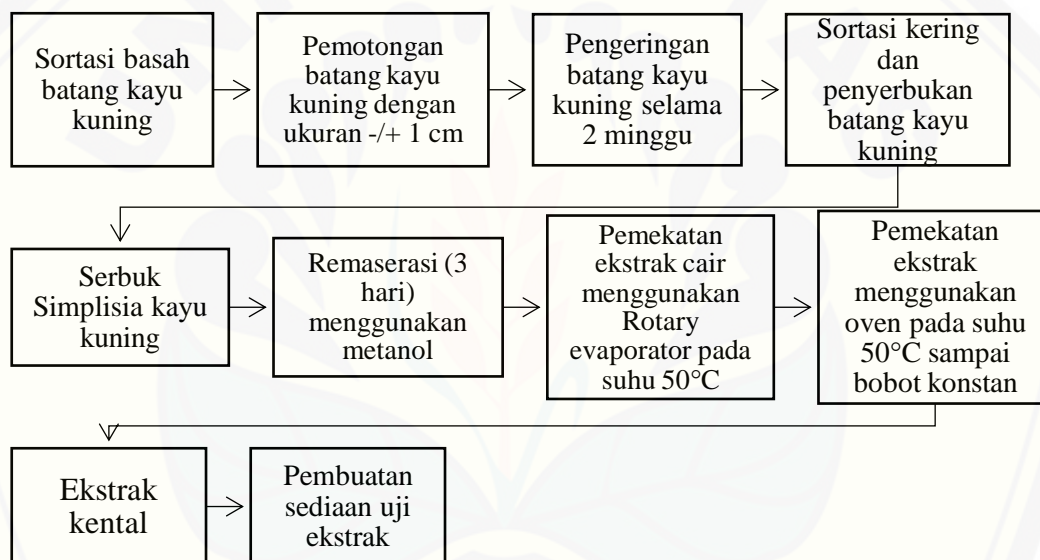 Sortasi basah
batang kayu
kuning
Pemotongan
batang kayu
kuning dengan
ukuran -/+ 1 cm
Pengeringan
batang kayu
kuning selama
2 minggu
Sortasi kering
dan
penyerbukan
batang kayu
kuning
Serbuk
Simplisia kayu
kuning
Remaserasi (3
hari)
menggunakan
metanol
Pemekatan
ekstrak cair
menggunakan
Rotary
evaporator pada
suhu 50°C
Pemekatan
ekstrak
menggunakan
oven pada suhu
50°C sampai
bobot konstan
Ekstrak
kental
Pembuatan
sediaan uji
ekstrak